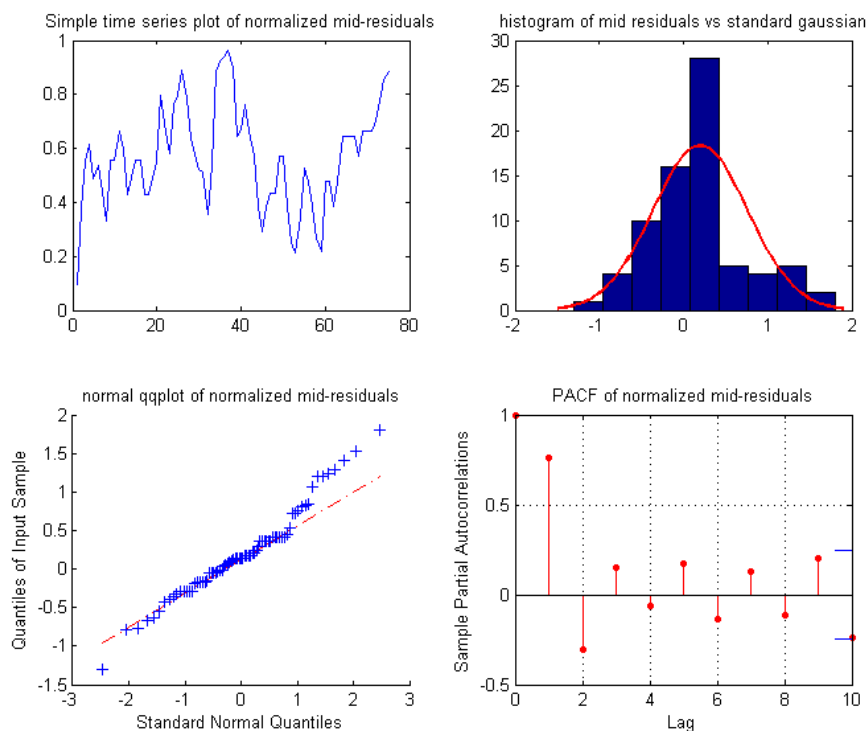 Simple time series plot of normalized mid-residuals
1
0.8
0.6
0.4
0.2
0
0 20 40 60 80
histogram of mid residuals vs standard gaussian
30
25
20
15
10
5
0
-2 -1 0 1 2
normal qqplot of normalized mid-residuals
Quantiles of Input Sample
2
1.5
1
0.5
0
-0.5
-1
-1.5
-3 -2 -1 0 1 2 3
Standard Normal Quantiles
PACF of normalized mid-residuals
Sample Partial Autocorrelations
1
0.5
0
-0.5
0 2 4 6 8 10
Lag